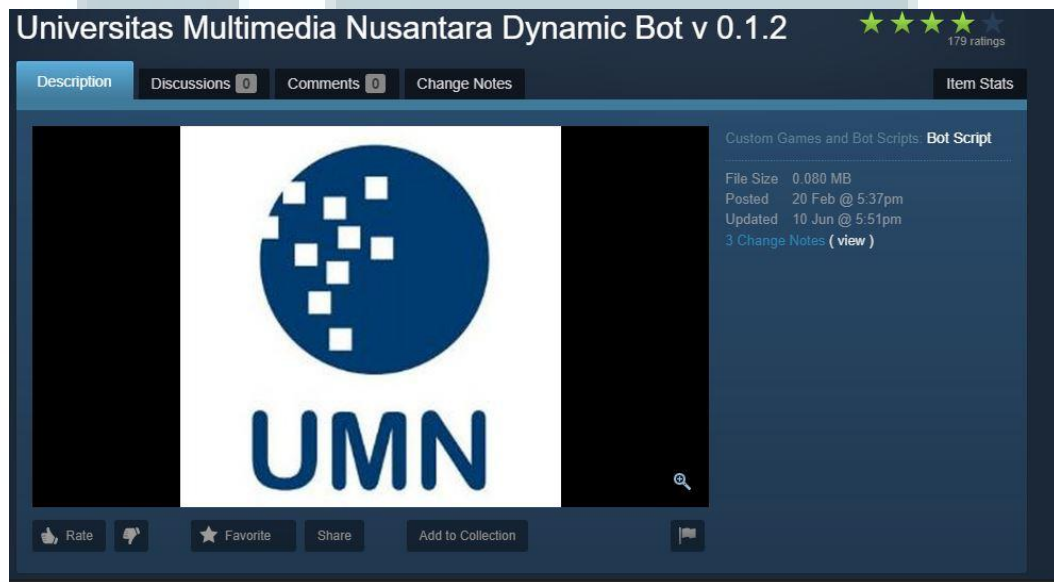 Universitas Multimedia Nusantara Dynamic Bot v 0.1.2
179 ratings
Description
Discussions 0
Comments 0
Change Notes
Item Stats
Custom Games and Bot Scripts: Bot Script
File Size 0.080 MB
Posted 20 Feb @ 5:37pm
Updated 10 Jun @ 5:51pm
3 Change Notes ( view )
UMN
Rate
Favorite
Share
Add to Collection